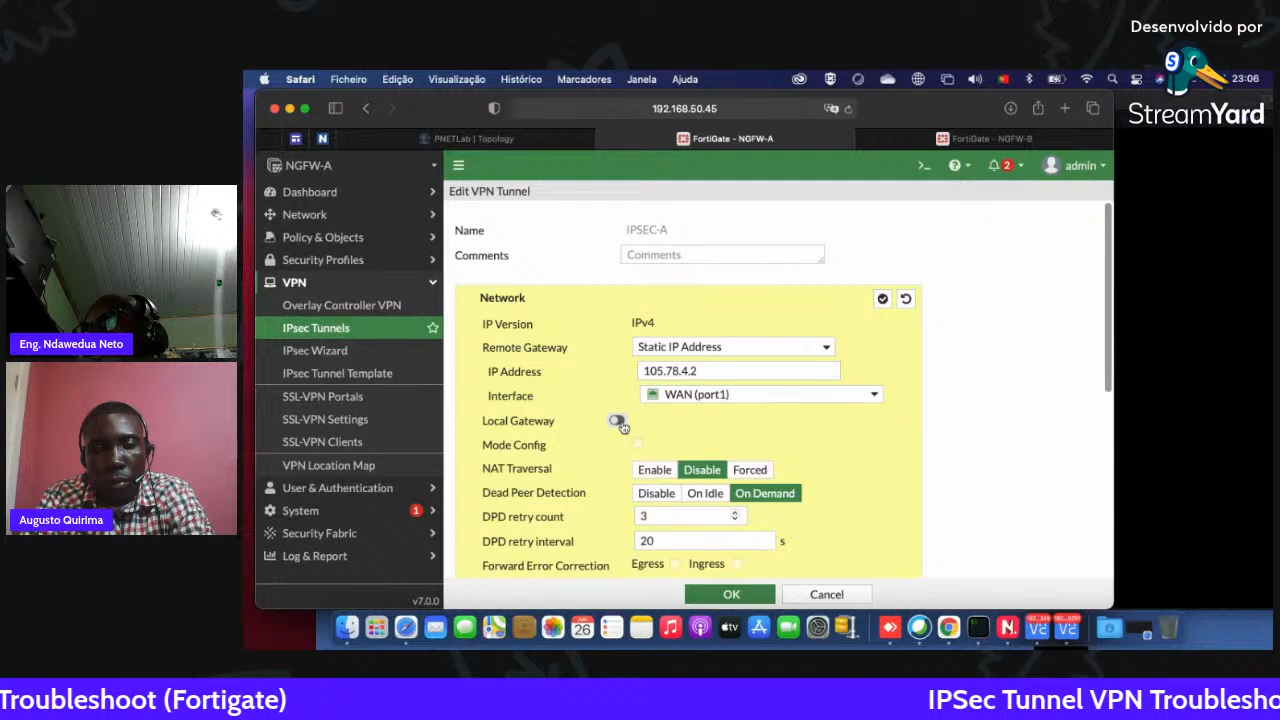 Desenvolvido por
StreamYard
Safari Ficheiro Edição Visualização Histórico Marcadores Janela Ajuda 23:06
192.168.50.45
N PNETLab | Topology FortiGate - NGFW-A FortiGate - NGFW-B
NGFW-A >_ 2 admin
Dashboard
Network
Policy & Objects
Security Profiles
VPN
Overlay Controller VPN
IPsec Tunnels
IPsec Wizard
IPsec Tunnel Template
SSL-VPN Portals
SSL-VPN Settings
SSL-VPN Clients
VPN Location Map
User & Authentication
System 1
Security Fabric
Log & Report
v7.0.0
Edit VPN Tunnel
Name IPSEC-A
Comments Comments
Network
IP Version IPv4
Remote Gateway Static IP Address
IP Address 105.78.4.2
Interface WAN (port1)
Local Gateway
Mode Config
NAT Traversal Enable Disable Forced
Dead Peer Detection Disable On Idle On Demand
DPD retry count 3
DPD retry interval 20 s
Forward Error Correction Egress Ingress
OK Cancel
Eng. Ndawedua Neto
Augusto Quirima
JUN
26
tv
Troubleshoot (Fortigate) IPSec Tunnel VPN Troublesho